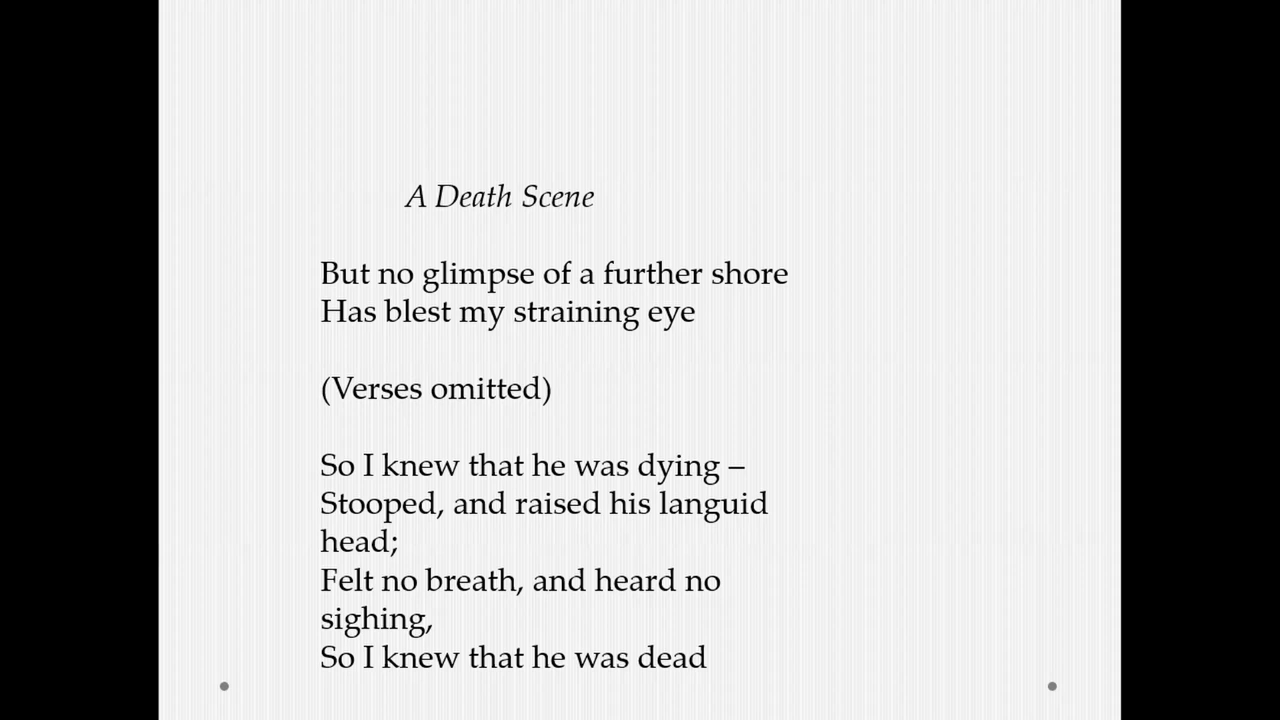 A Death Scene
But no glimpse of a further shore
Has blest my straining eye
(Verses omitted)
So I knew that he was dying –
Stooped, and raised his languid
head;
Felt no breath, and heard no
sighing,
So I knew that he was dead